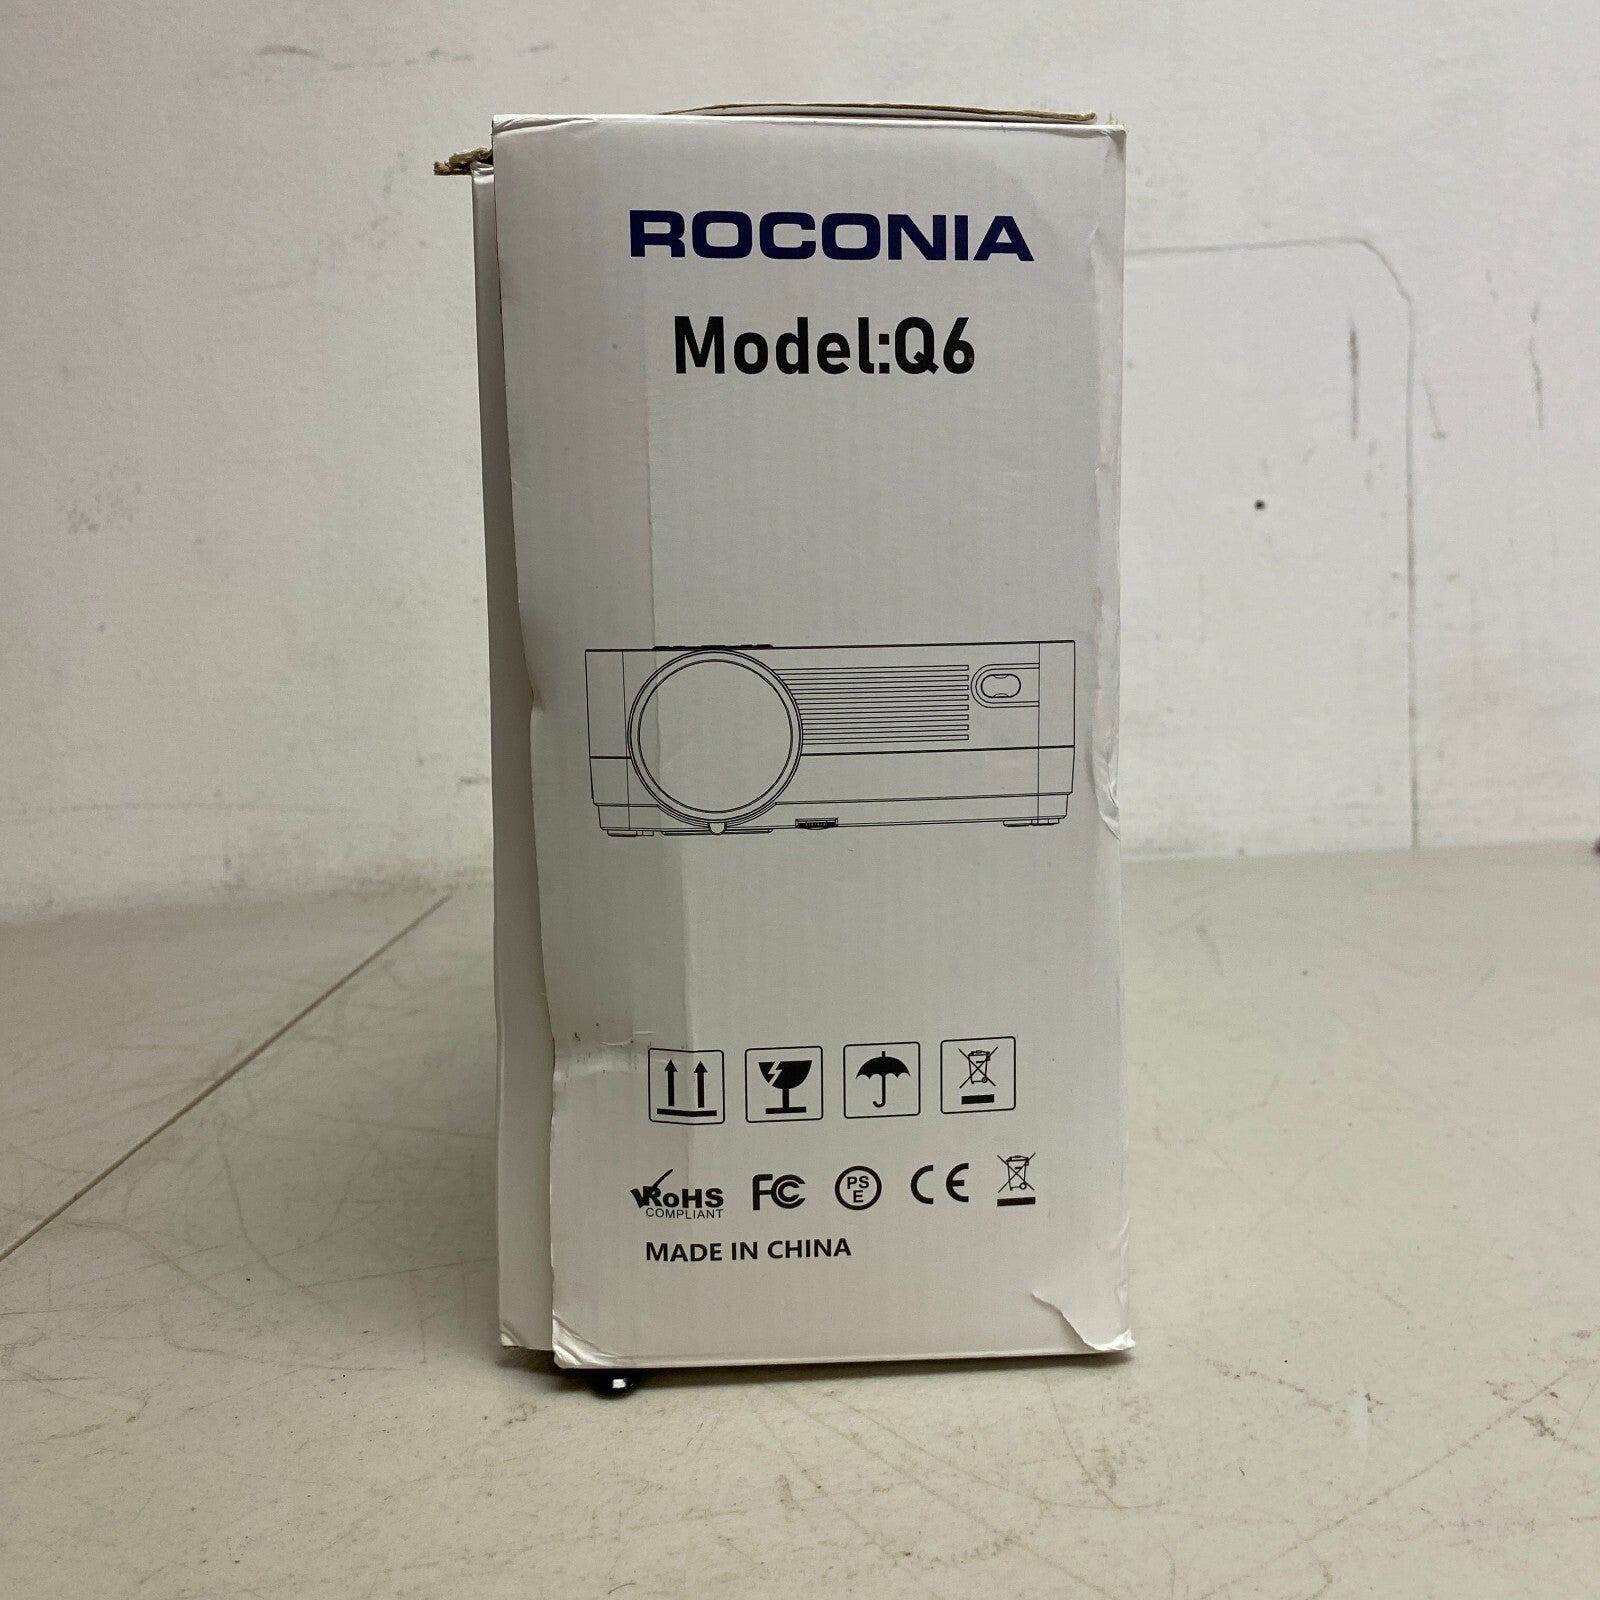 ROCONIA
Model:Q6
RoHS FC PS E CE
COMPLIANT
MADE IN CHINA